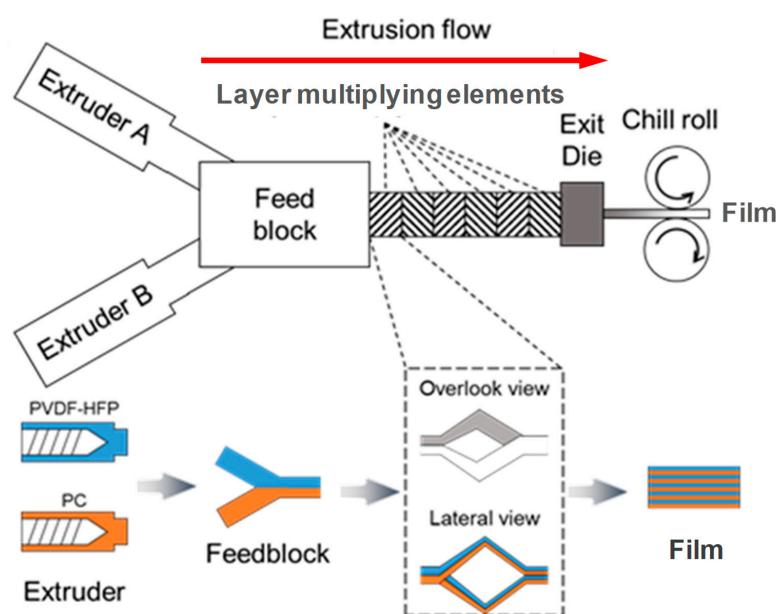 Extrusion flow
Layer multiplying elements
Extruder A
Exit
Die
Chill roll
Feed
block
Film
Extruder B
PVDF-HFP
Overlook view
PC
Lateral view
Extruder
Feedblock
Film